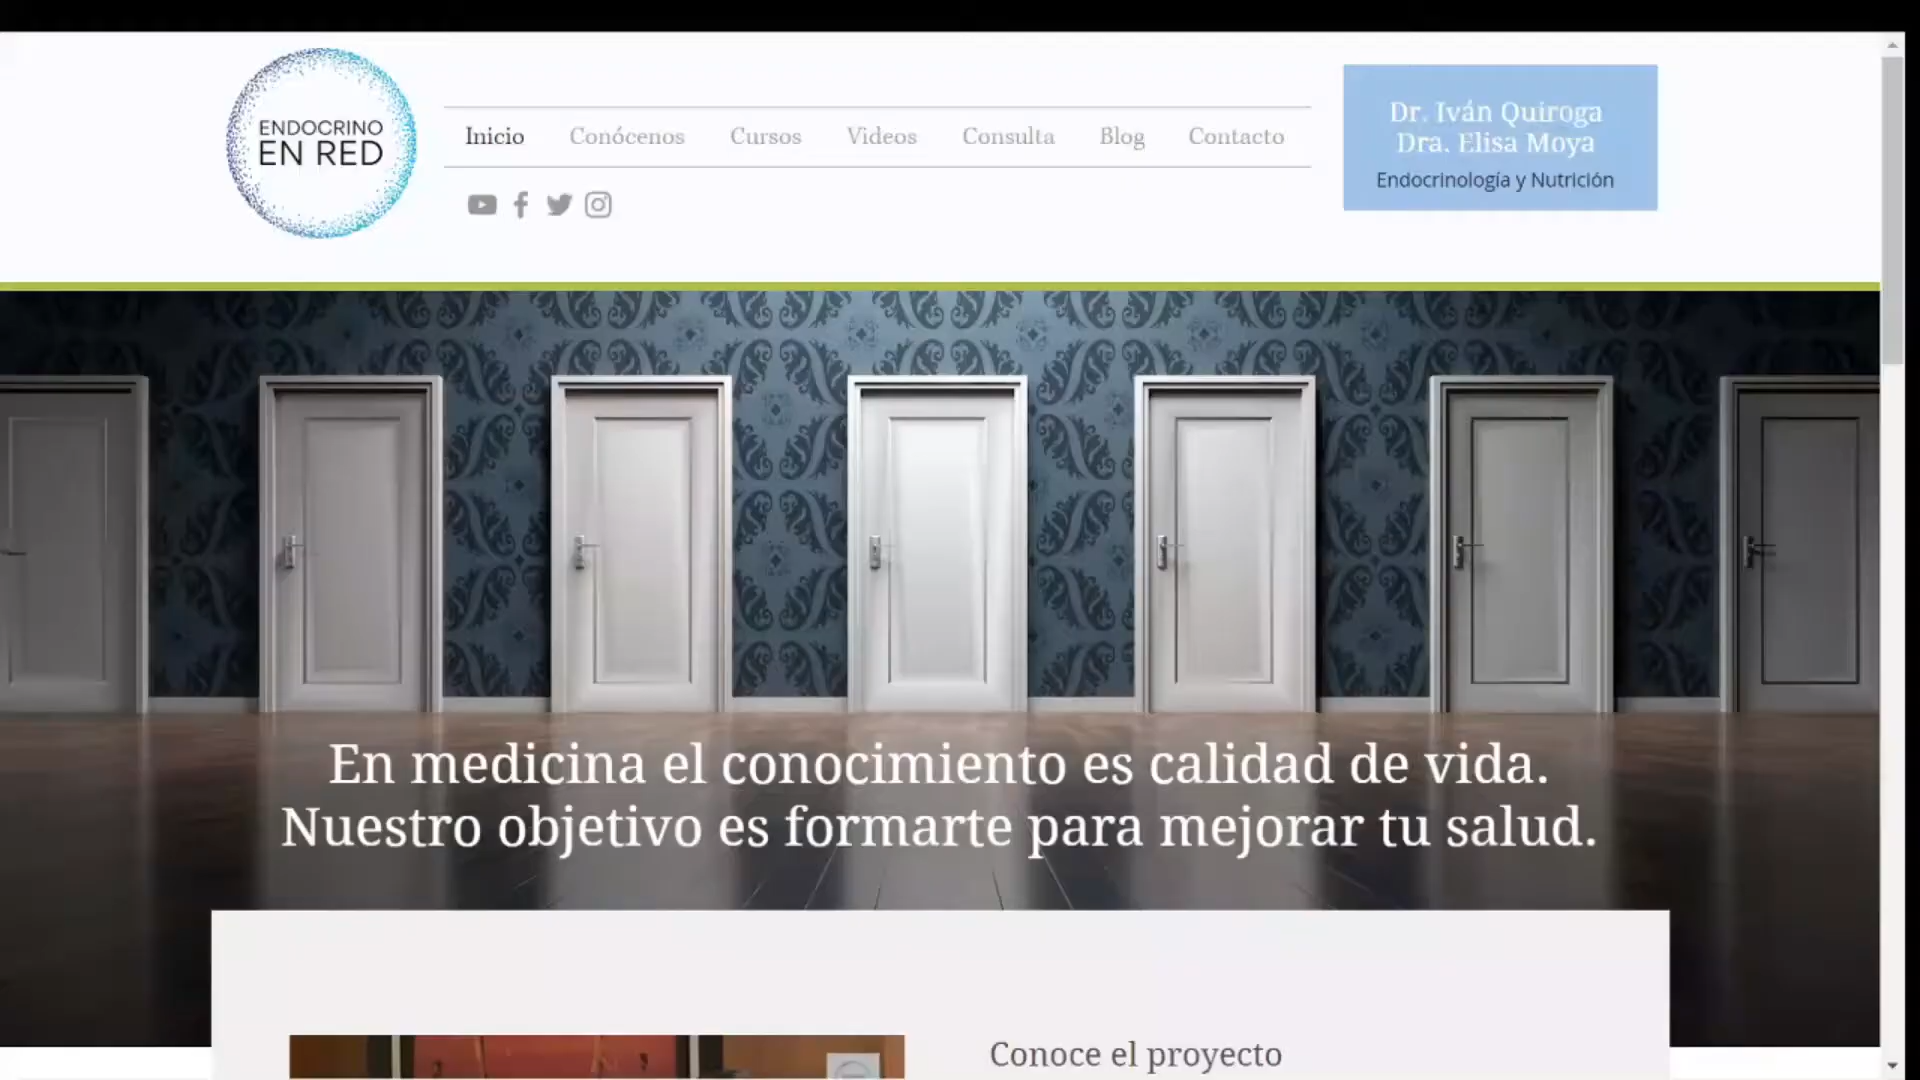 ENDOCRINO
EN RED
Inicio
Conócenos
Cursos
Videos
Consulta
Blog
Contacto
Dr. Iván Quiroga
Dra. Elisa Moya
Endocrinología y Nutrición
En medicina el conocimiento es calidad de vida.
Nuestro objetivo es formarte para mejorar tu salud.
Conoce el proyecto